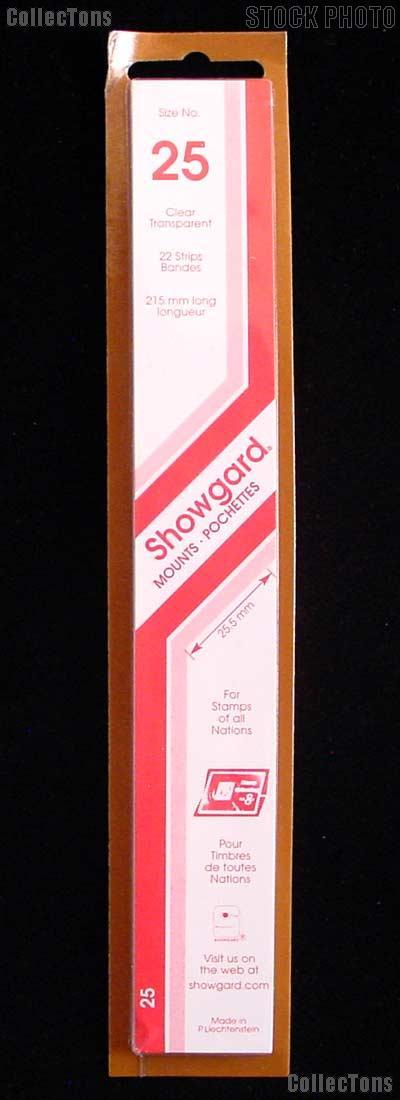 CollecTons
STOCK PHOTO
Size No.
25
Clear
Transparent
22 Strips
Bandes
215 mm long
longueur
Showgard®
MOUNTS · POCHETTES
25.5 mm
For
Stamps
of all
Nations
Pour
Timbres
de toutes
Nations
SHOWGARD®
Visit us on
the web at
showgard.com
25
Made in
P.Liechtenstein
CollecTons